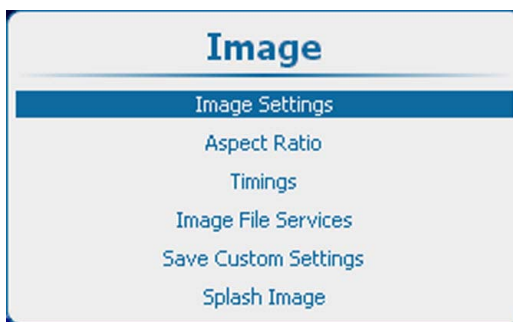 Image
Image Settings
Aspect Ratio
Timings
Image File Services
Save Custom Settings
Splash Image